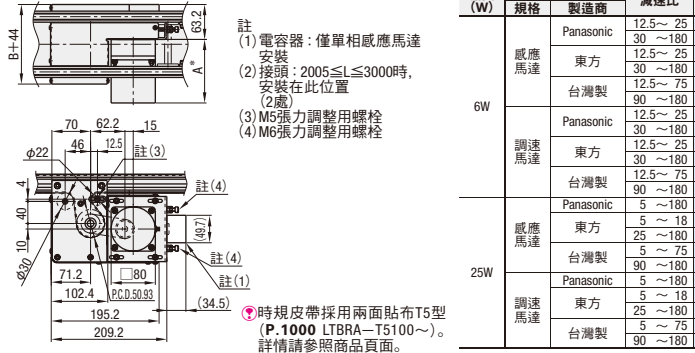 B+44
63.2
A*
70
62.2
15
46
12.5
註(3)
φ22
註(4)
4
40
10
(49.7)
φ30
71.2
□80
註(4)
註(1)
102.4
P.C.D.50.93
(34.5)
195.2
209.2
註
(1)電容器：僅單相感應馬達
安裝
(2)接頭：2005≦L≦3000時,
安裝在此位置
(2處)
(3)M5張力調整用螺栓
(4)M6張力調整用螺栓
時規皮帶採用兩面貼布T5型
(P.1000 LTBRA－T5100～)。
詳情請參照商品頁面。
(W) 規格 製造商 減速比
6W
感應
馬達
Panasonic 12.5～ 25
30 ～180
東方 12.5～ 25
30 ～180
台灣製 12.5～ 75
90 ～180
調速
馬達
Panasonic 12.5～ 25
30 ～180
東方 12.5～ 25
30 ～180
台灣製 12.5～ 75
90 ～180
25W
感應
馬達
Panasonic 5 ～180
東方 5 ～ 18
25 ～180
台灣製 5 ～ 75
90 ～180
調速
馬達
Panasonic 5 ～180
東方 5 ～ 18
25 ～180
台灣製 5 ～ 75
90 ～180